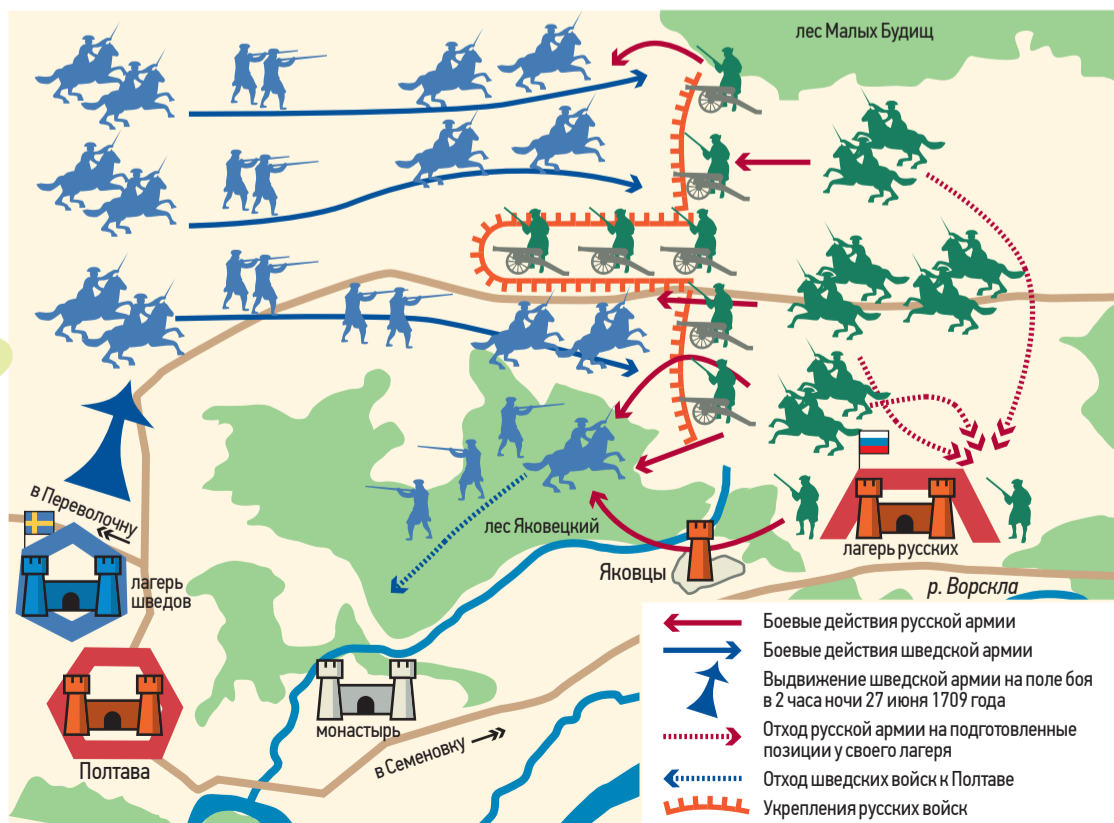 лес Малых Будищ
в Переволочну
лагерь
шведов
лес Яковецкий
Яковцы
лагерь русских
р. Ворскла
монастырь
Полтава
в Семеновку
Боевые действия русской армии
Боевые действия шведской армии
Выдвижение шведской армии на поле боя
в 2 часа ночи 27 июня 1709 года
Отход русской армии на подготовленные
позиции у своего лагеря
Отход шведских войск к Полтаве
Укрепления русских войск